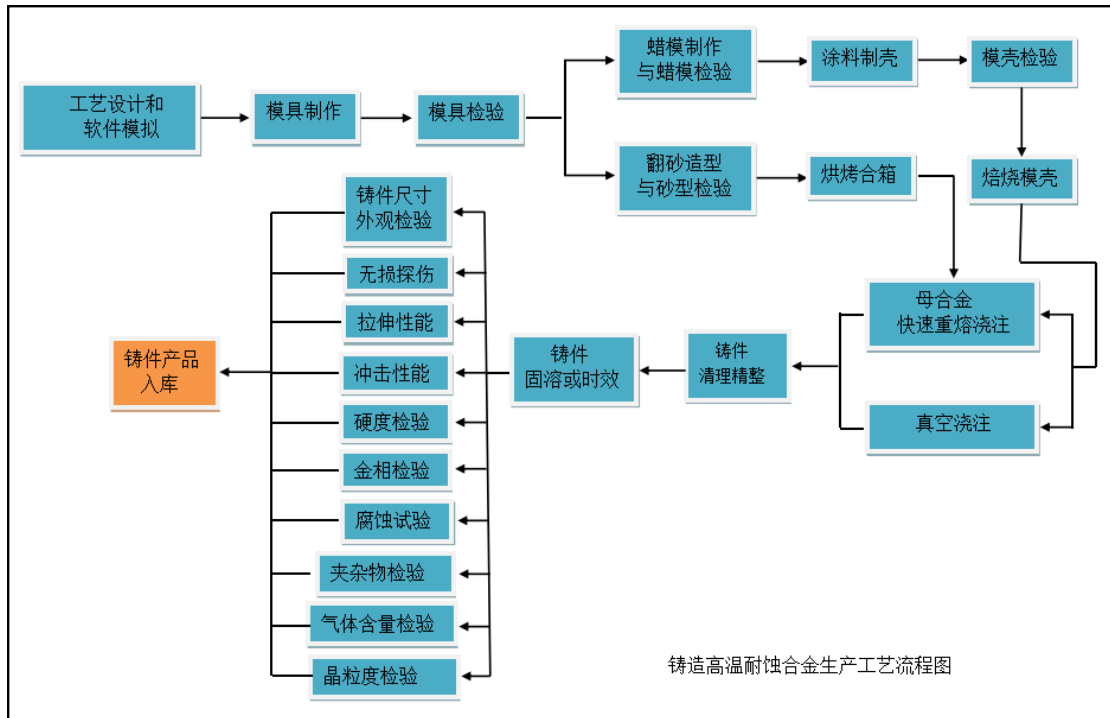 工艺设计和
软件模拟
模具制作
模具检验
蜡模制作
与蜡模检验
涂料制壳
模壳检验
翻砂造型
与砂型检验
烘烤合箱
焙烧模壳
母合金
快速重熔浇注
真空浇注
铸件
清理精整
铸件
固溶或时效
铸件尺寸
外观检验
无损探伤
拉伸性能
冲击性能
硬度检验
金相检验
腐蚀试验
夹杂物检验
气体含量检验
晶粒度检验
铸件产品
入库
铸造高温耐蚀合金生产工艺流程图